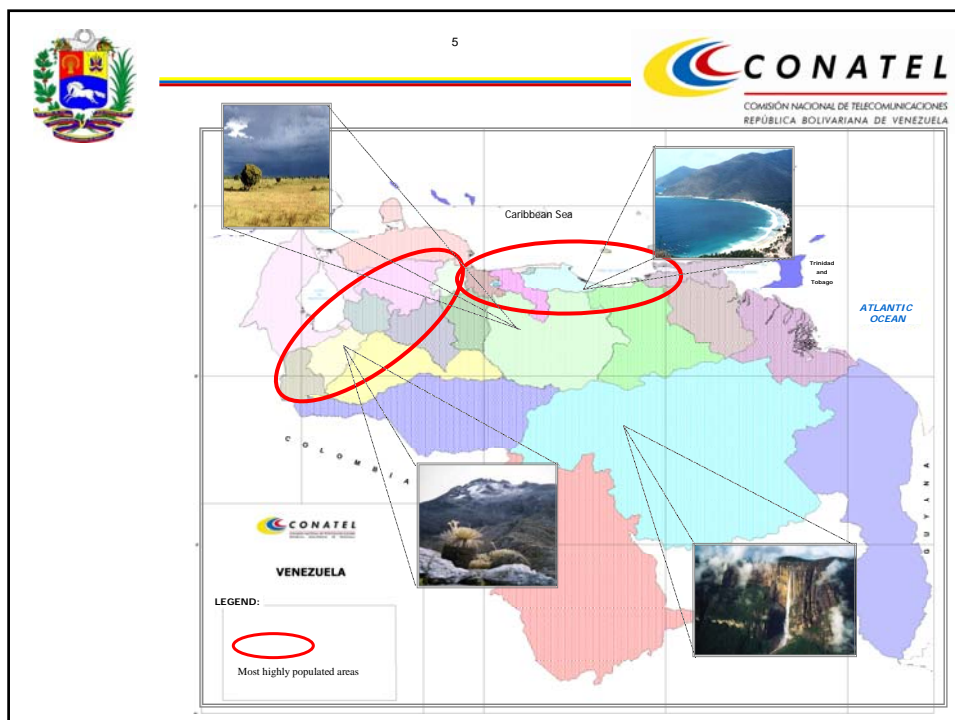 5
CONATEL
COMISIÓN NACIONAL DE TELECOMUNICACIONES
REPÚBLICA BOLIVARIANA DE VENEZUELA
Caribbean Sea
Trinidad
and
Tobago
ATLANTIC
OCEAN
COLOMBIA
GUYANA
CONATEL
VENEZUELA
LEGEND:
Most highly populated areas